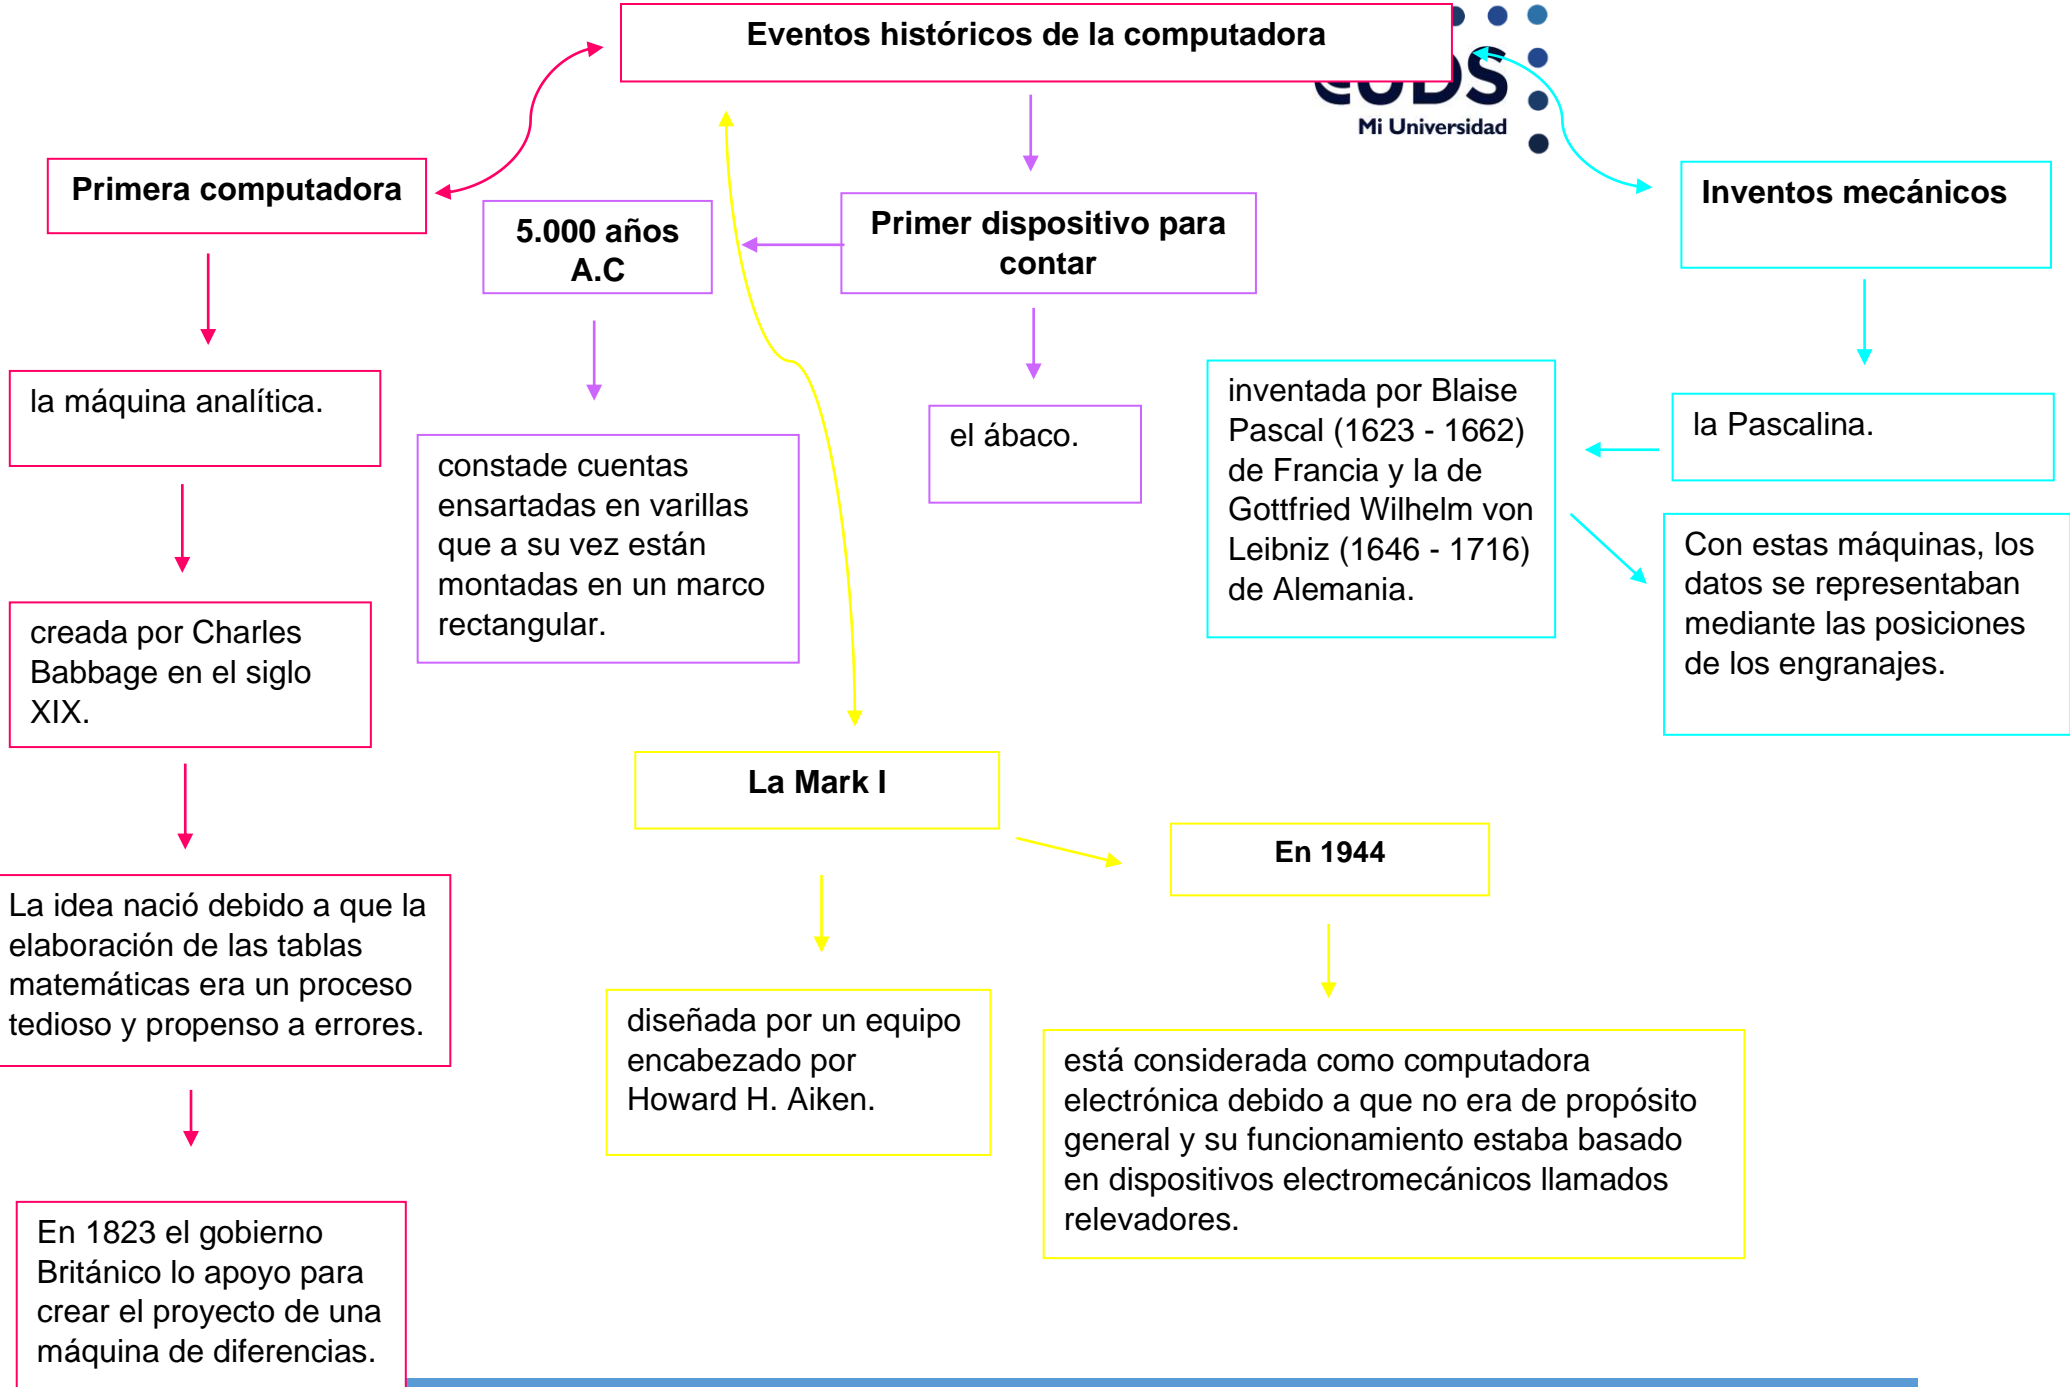 Eventos históricos de la computadora
Mi Universidad
Primera computadora
5.000 años
A.C
Primer dispositivo para
contar
Inventos mecánicos
la máquina analítica.
constade cuentas
ensartadas en varillas
que a su vez están
montadas en un marco
rectangular.
el ábaco.
inventada por Blaise
Pascal (1623 - 1662)
de Francia y la de
Gottfried Wilhelm von
Leibniz (1646 - 1716)
de Alemania.
la Pascalina.
Con estas máquinas, los
datos se representaban
mediante las posiciones
de los engranajes.
creada por Charles
Babbage en el siglo
XIX.
La Mark I
En 1944
La idea nació debido a que la
elaboración de las tablas
matemáticas era un proceso
tedioso y propenso a errores.
diseñada por un equipo
encabezado por
Howard H. Aiken.
está considerada como computadora
electrónica debido a que no era de propósito
general y su funcionamiento estaba basado
en dispositivos electromecánicos llamados
relevadores.
En 1823 el gobierno
Británico lo apoyo para
crear el proyecto de una
máquina de diferencias.